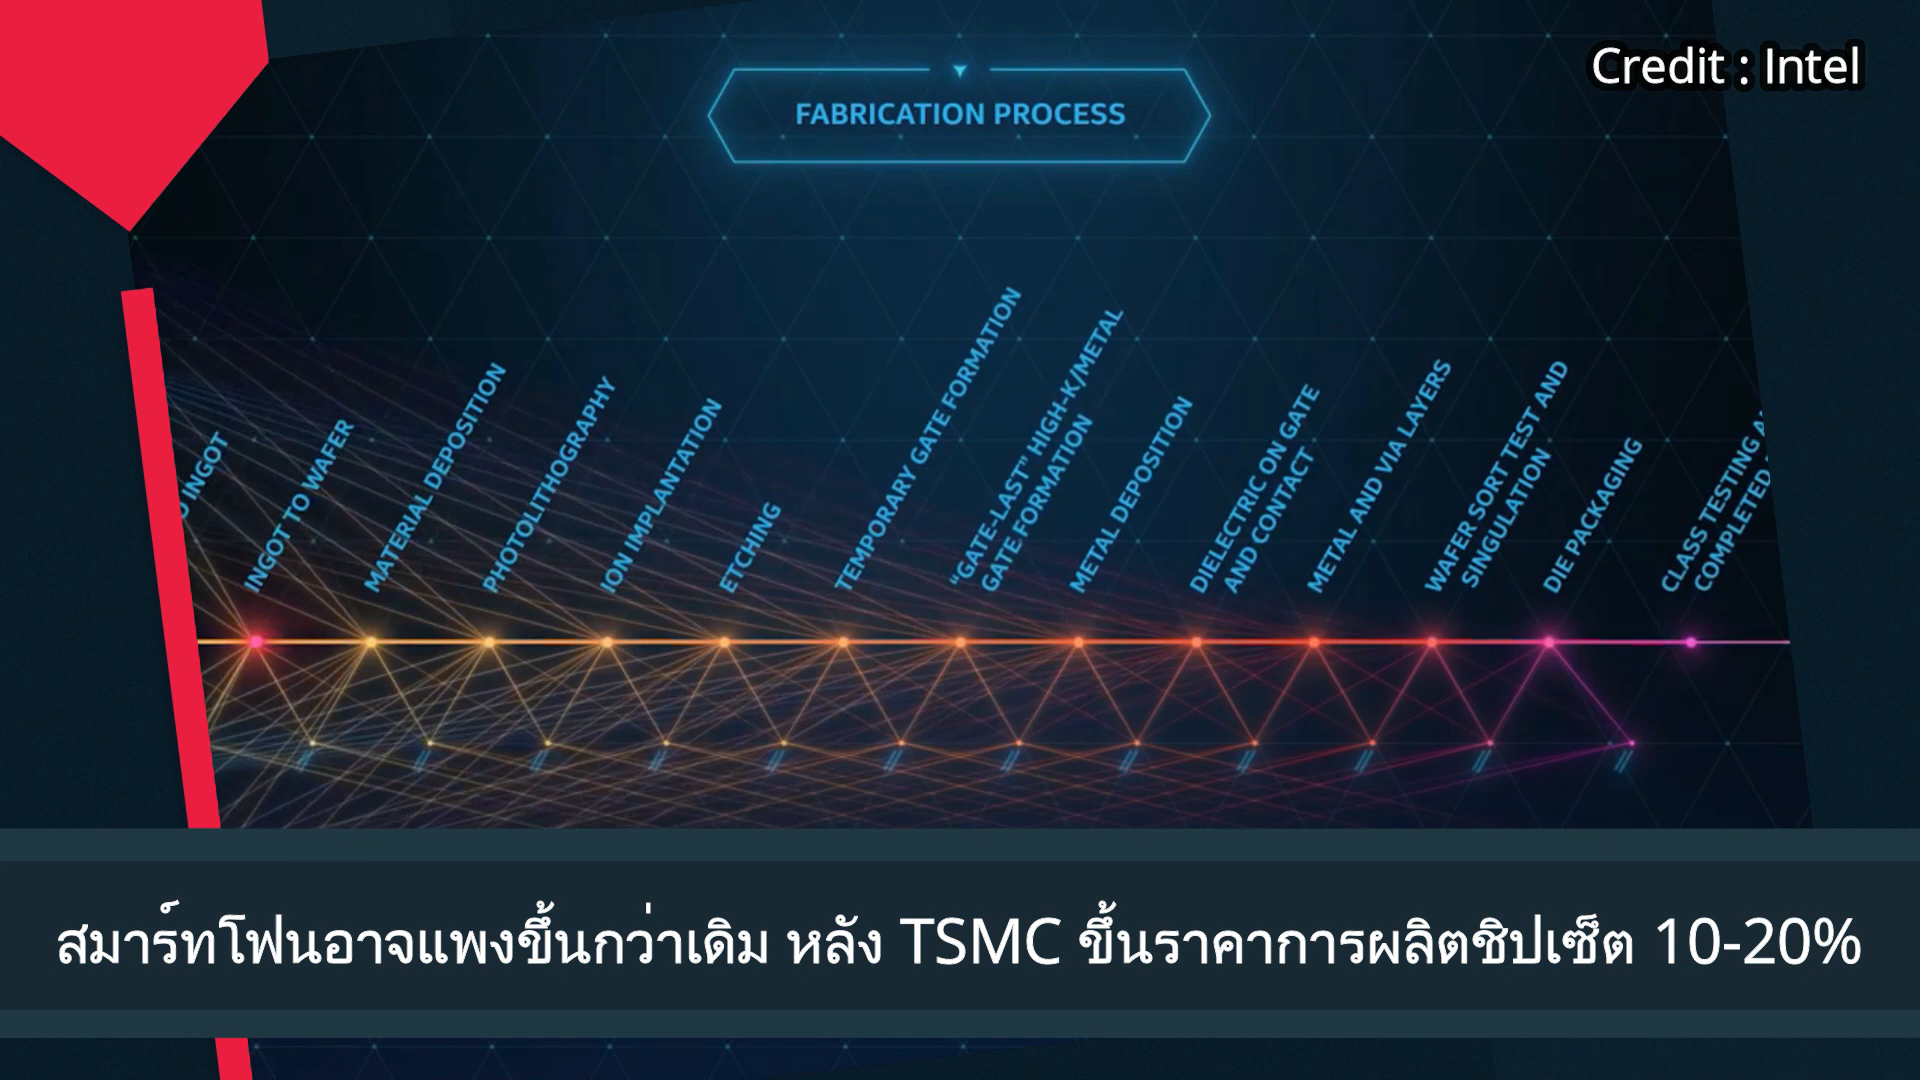 Credit : Intel
FABRICATION PROCESS
INGOT
INGOT TO WAFER
MATERIAL DEPOSITION
PHOTOLITHOGRAPHY
ION IMPLANTATION
ETCHING
TEMPORARY GATE FORMATION
"GATE-LAST" HIGH-K/METAL
GATE FORMATION
METAL DEPOSITION
DIELECTRIC ON GATE
AND CONTACT
METAL AND VIA LAYERS
WAFER SORT TEST AND
SINGULATION
DIE PACKAGING
CLASS TESTING
COMPLETED
สมาร์ทโฟนอาจแพงขึ้นกว่าเดิม หลัง TSMC ขึ้นราคาการผลิตชิปเซ็ต 10-20%